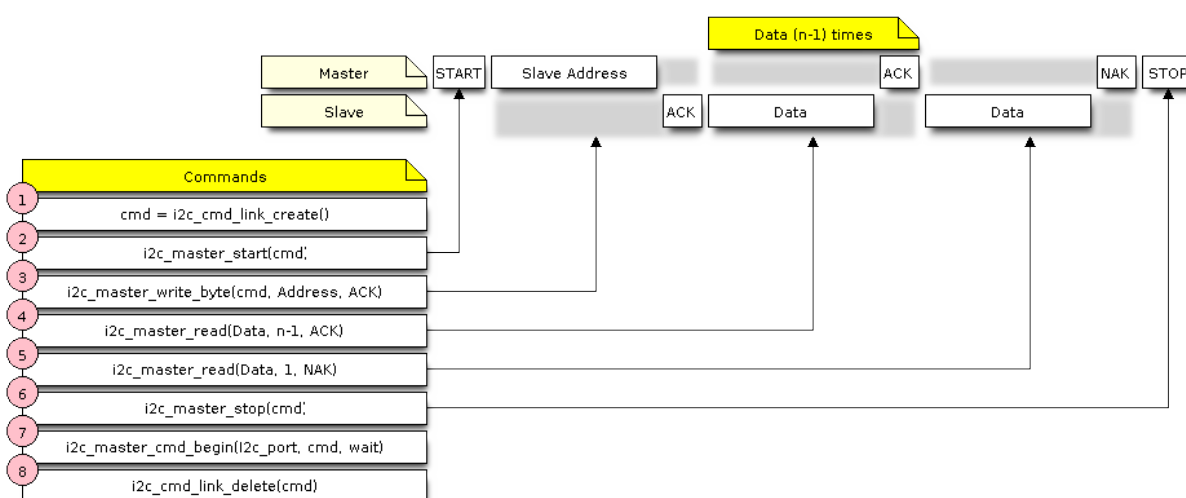 Data (n-1) times
Master START Slave Address ACK NAK STOP
Slave ACK Data Data
Commands
1 cmd = i2c_cmd_link_create()
2 i2c_master_start(cmd)
3 i2c_master_write_byte(cmd, Address, ACK)
4 i2c_master_read(Data, n-1, ACK)
5 i2c_master_read(Data, 1, NAK)
6 i2c_master_stop(cmd)
7 i2c_master_cmd_begin(I2c_port, cmd, wait)
8 i2c_cmd_link_delete(cmd)